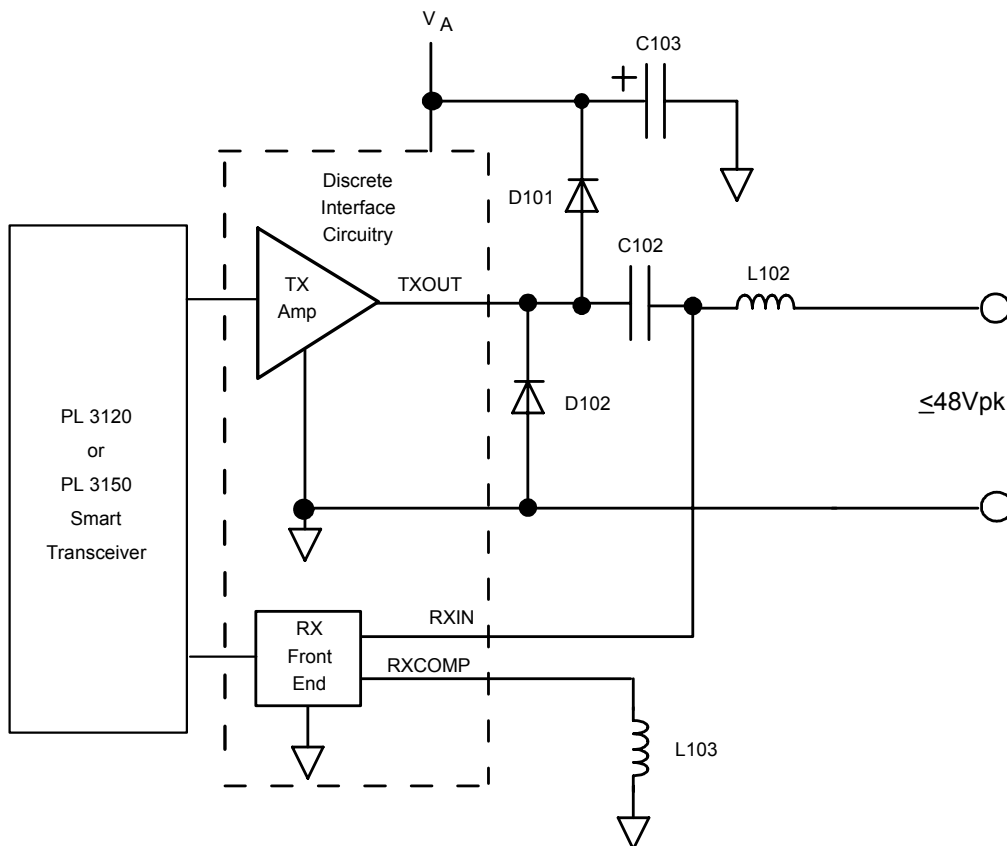 V A
C103
+
Discrete
Interface
Circuitry
D101
C102
L102
TX
Amp
TXOUT
D102
≤48Vpk
PL 3120
or
PL 3150
Smart
Transceiver
RX
Front
End
RXIN
RXCOMP
L103